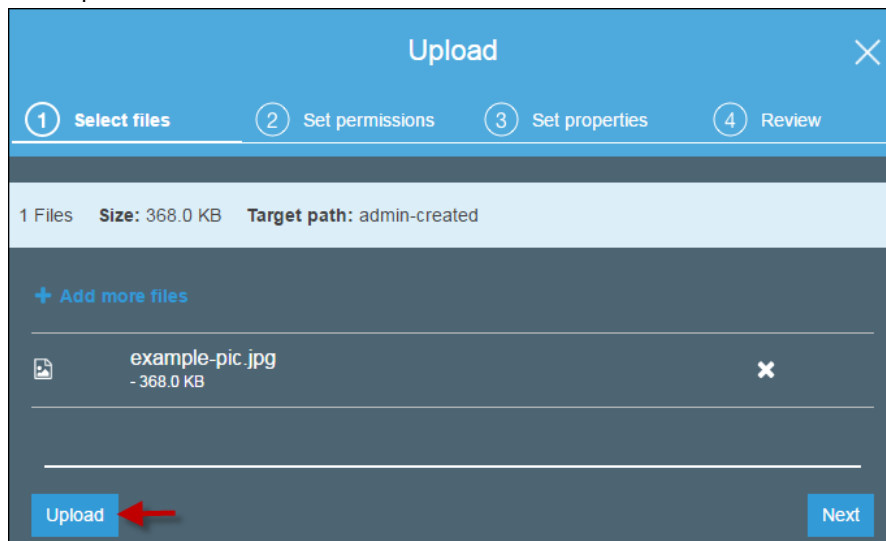 Upload
1 Select files 2 Set permissions 3 Set properties 4 Review
1 Files Size: 368.0 KB Target path: admin-created
+ Add more files
example-pic.jpg
- 368.0 KB
Upload Next